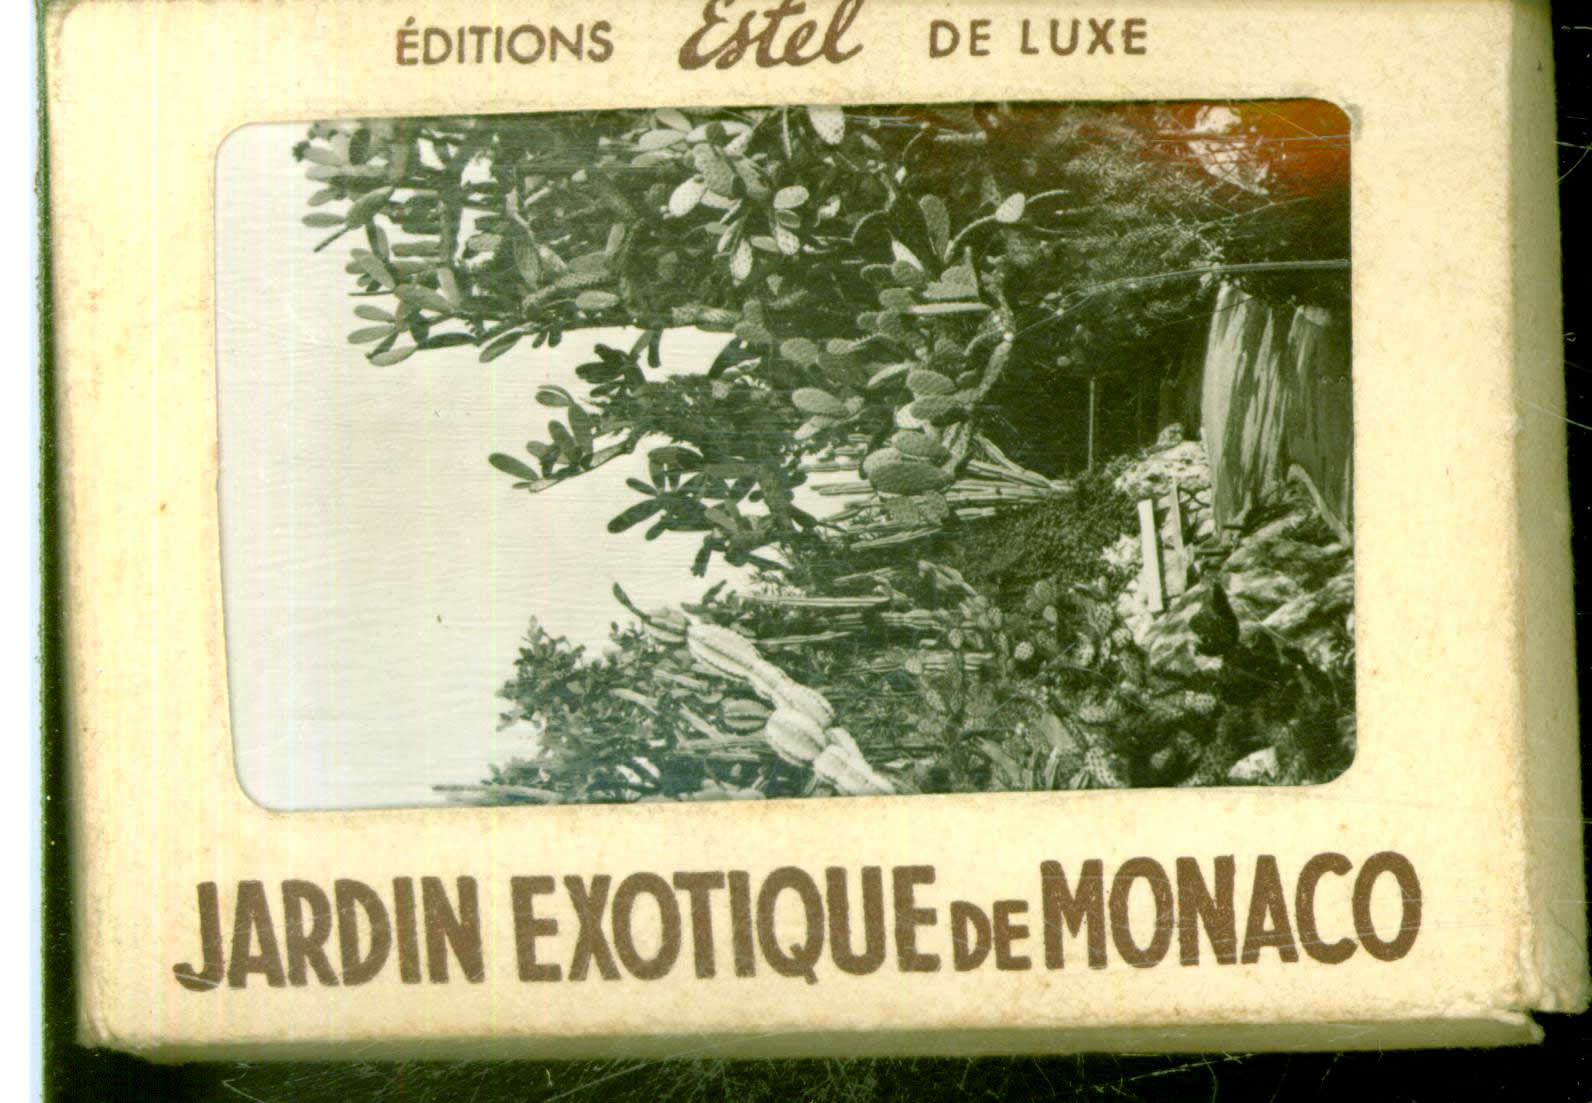 ÉDITIONS Estel DE LUXE
JARDIN EXOTIQUE DE MONACO